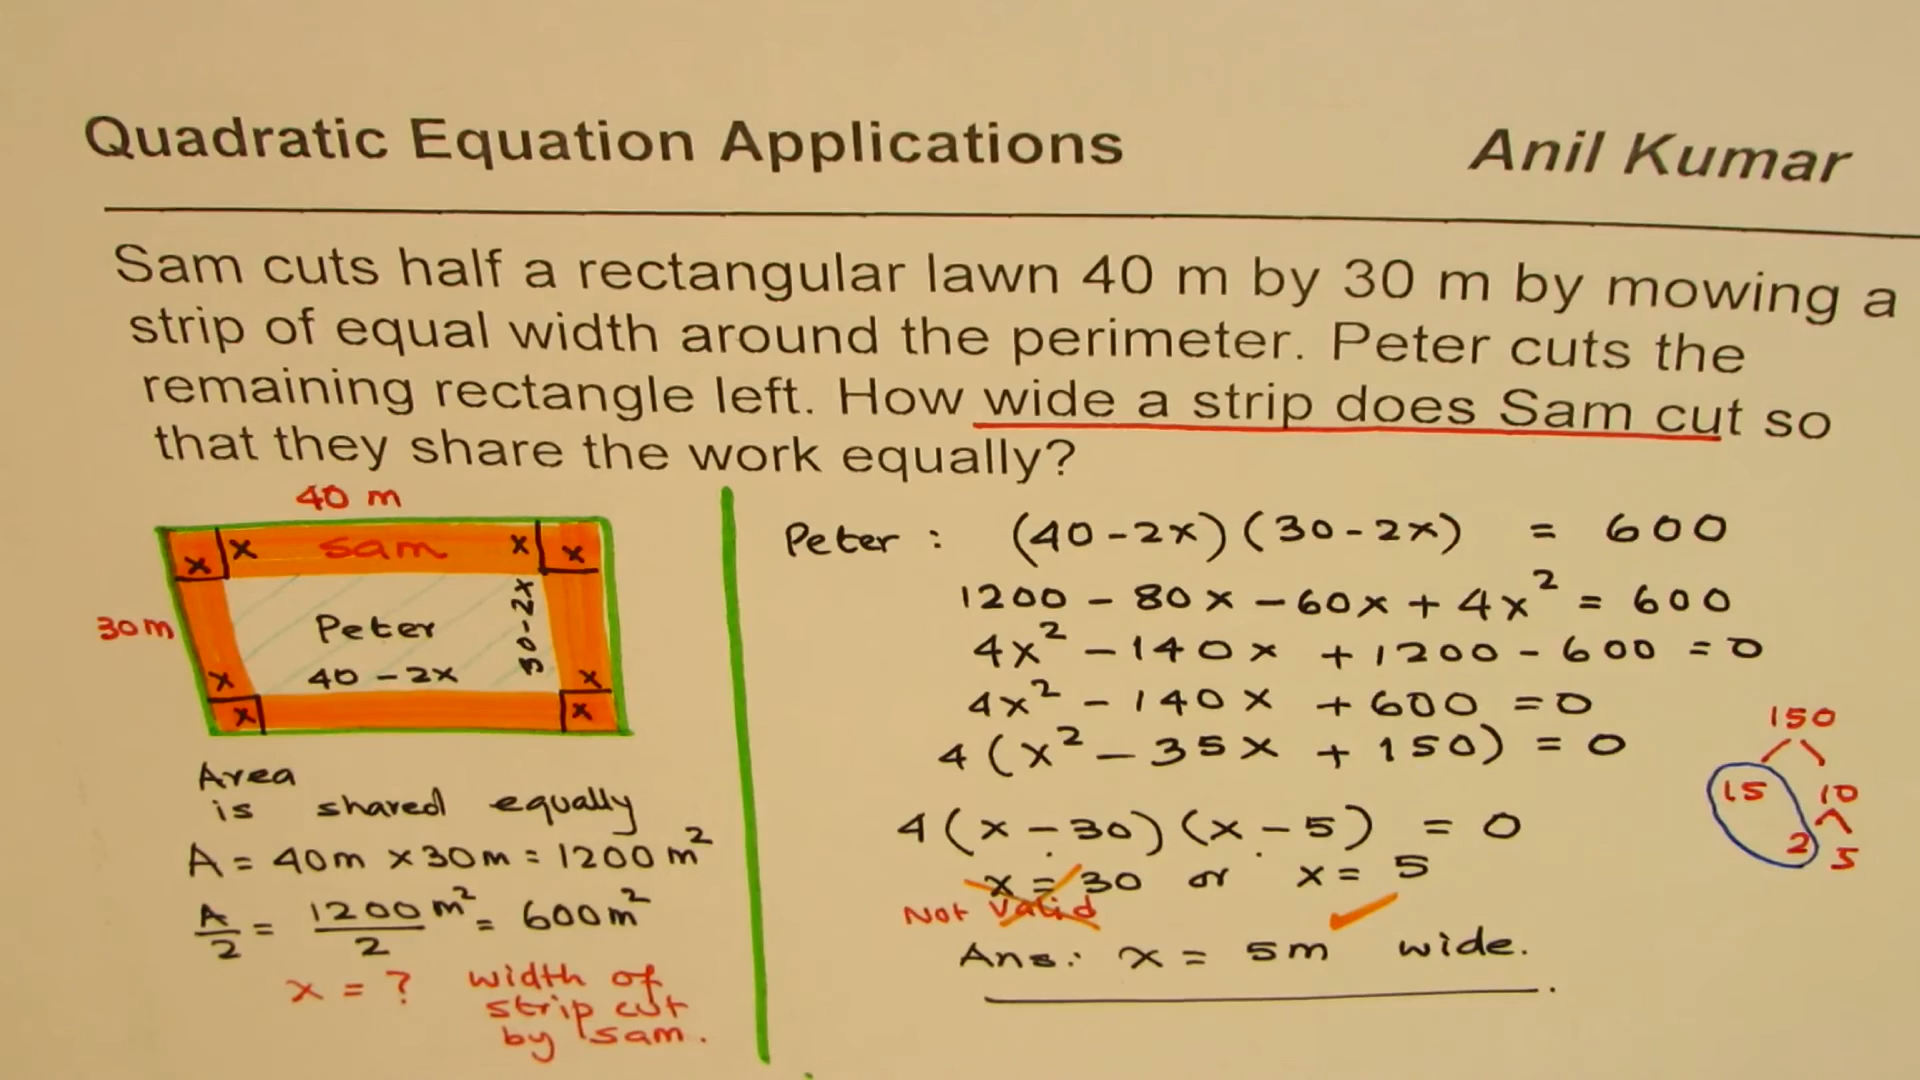 Quadratic Equation Applications
Anil Kumar
Sam cuts half a rectangular lawn 40 m by 30 m by mowing a
strip of equal width around the perimeter. Peter cuts the
remaining rectangle left. How wide a strip does Sam cut so
that they share the work equally?
40 m
x x sam x x
30m
Peter
30-2x
40 - 2x
x x
x x
Area
is shared equally
A = 40m x 30m = 1200 m²
A/2 = 1200 m²/2 = 600m²
x = ? width of
strip cut
by sam.
Peter : (40-2x)(30-2x) = 600
1200 - 80x - 60x + 4x² = 600
4x² - 140x + 1200 - 600 = 0
4x² - 140x + 600 = 0
4(x² - 35x + 150) = 0
4(x - 30)(x - 5) = 0
x = 30 or x = 5
Not Valid
Ans.: x = 5m wide.
150
15 10
2 5